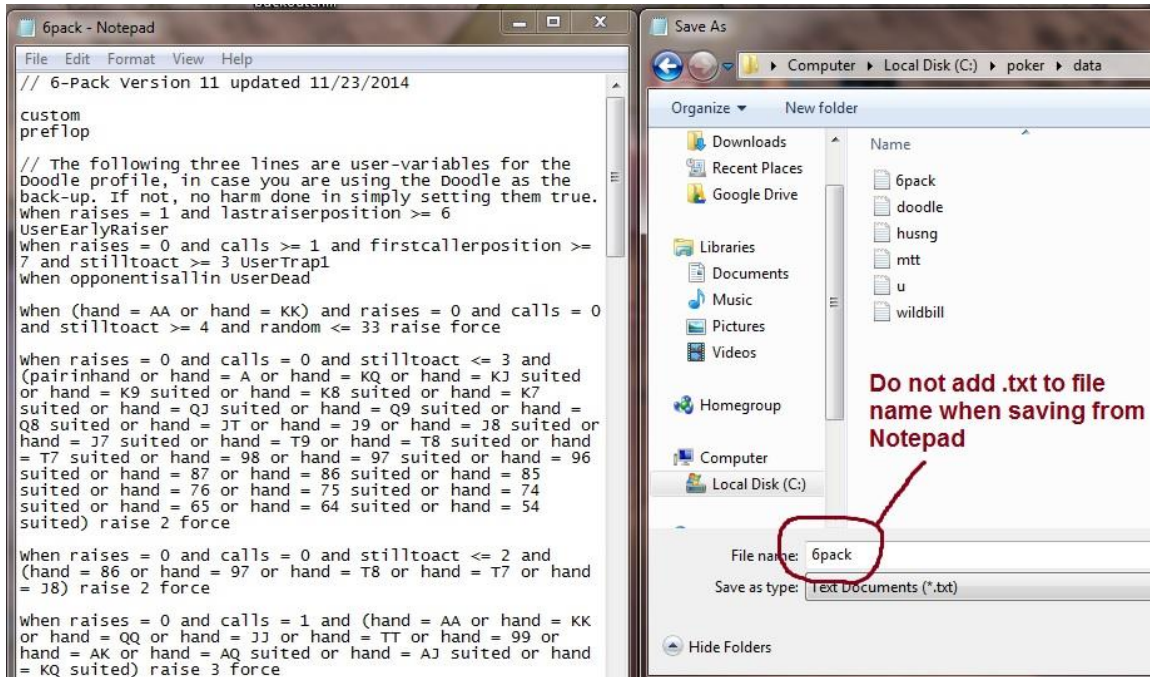 6pack - Notepad
File Edit Format View Help
// 6-Pack Version 11 updated 11/23/2014
custom
preflop
// The following three lines are user-variables for the
Doodle profile, in case you are using the Doodle as the
back-up. If not, no harm done in simply setting them true.
When raises = 1 and lastraiserposition >= 6
UserEarlyRaiser
When raises = 0 and calls >= 1 and firstcallerposition >=
7 and stilltoact >= 3 UserTrap1
When opponentisallin UserDead
When (hand = AA or hand = KK) and raises = 0 and calls = 0
and stilltoact >= 4 and random <= 33 raise force
When raises = 0 and calls = 0 and stilltoact <= 3 and
(pairinhand or hand = A or hand = KQ or hand = KJ suited
or hand = K9 suited or hand = K8 suited or hand = K7
suited or hand = QJ suited or hand = Q9 suited or hand =
Q8 suited or hand = JT or hand = J9 or hand = J8 suited or
hand = J7 suited or hand = T9 or hand = T8 suited or hand
= T7 suited or hand = 98 or hand = 97 suited or hand = 96
suited or hand = 87 or hand = 86 suited or hand = 85
suited or hand = 76 or hand = 75 suited or hand = 74
suited or hand = 65 or hand = 64 suited or hand = 54
suited) raise 2 force
When raises = 0 and calls = 0 and stilltoact <= 2 and
(hand = 86 or hand = 97 or hand = T8 or hand = T7 or hand
= J8) raise 2 force
When raises = 0 and calls = 1 and (hand = AA or hand = KK
or hand = QQ or hand = JJ or hand = TT or hand = 99 or
hand = AK or hand = AQ suited or hand = AJ suited or hand
= KQ suited) raise 3 force
Save As
Computer Local Disk (C:) poker data
Organize New folder
Downloads
Recent Places
Google Drive
Libraries
Documents
Music
Pictures
Videos
Homegroup
Computer
Local Disk (C:)
Name
6pack
doodle
husng
mtt
u
wildbill
Do not add .txt to file
name when saving from
Notepad
File name: 6pack
Save as type: Text Documents (*.txt)
Hide Folders